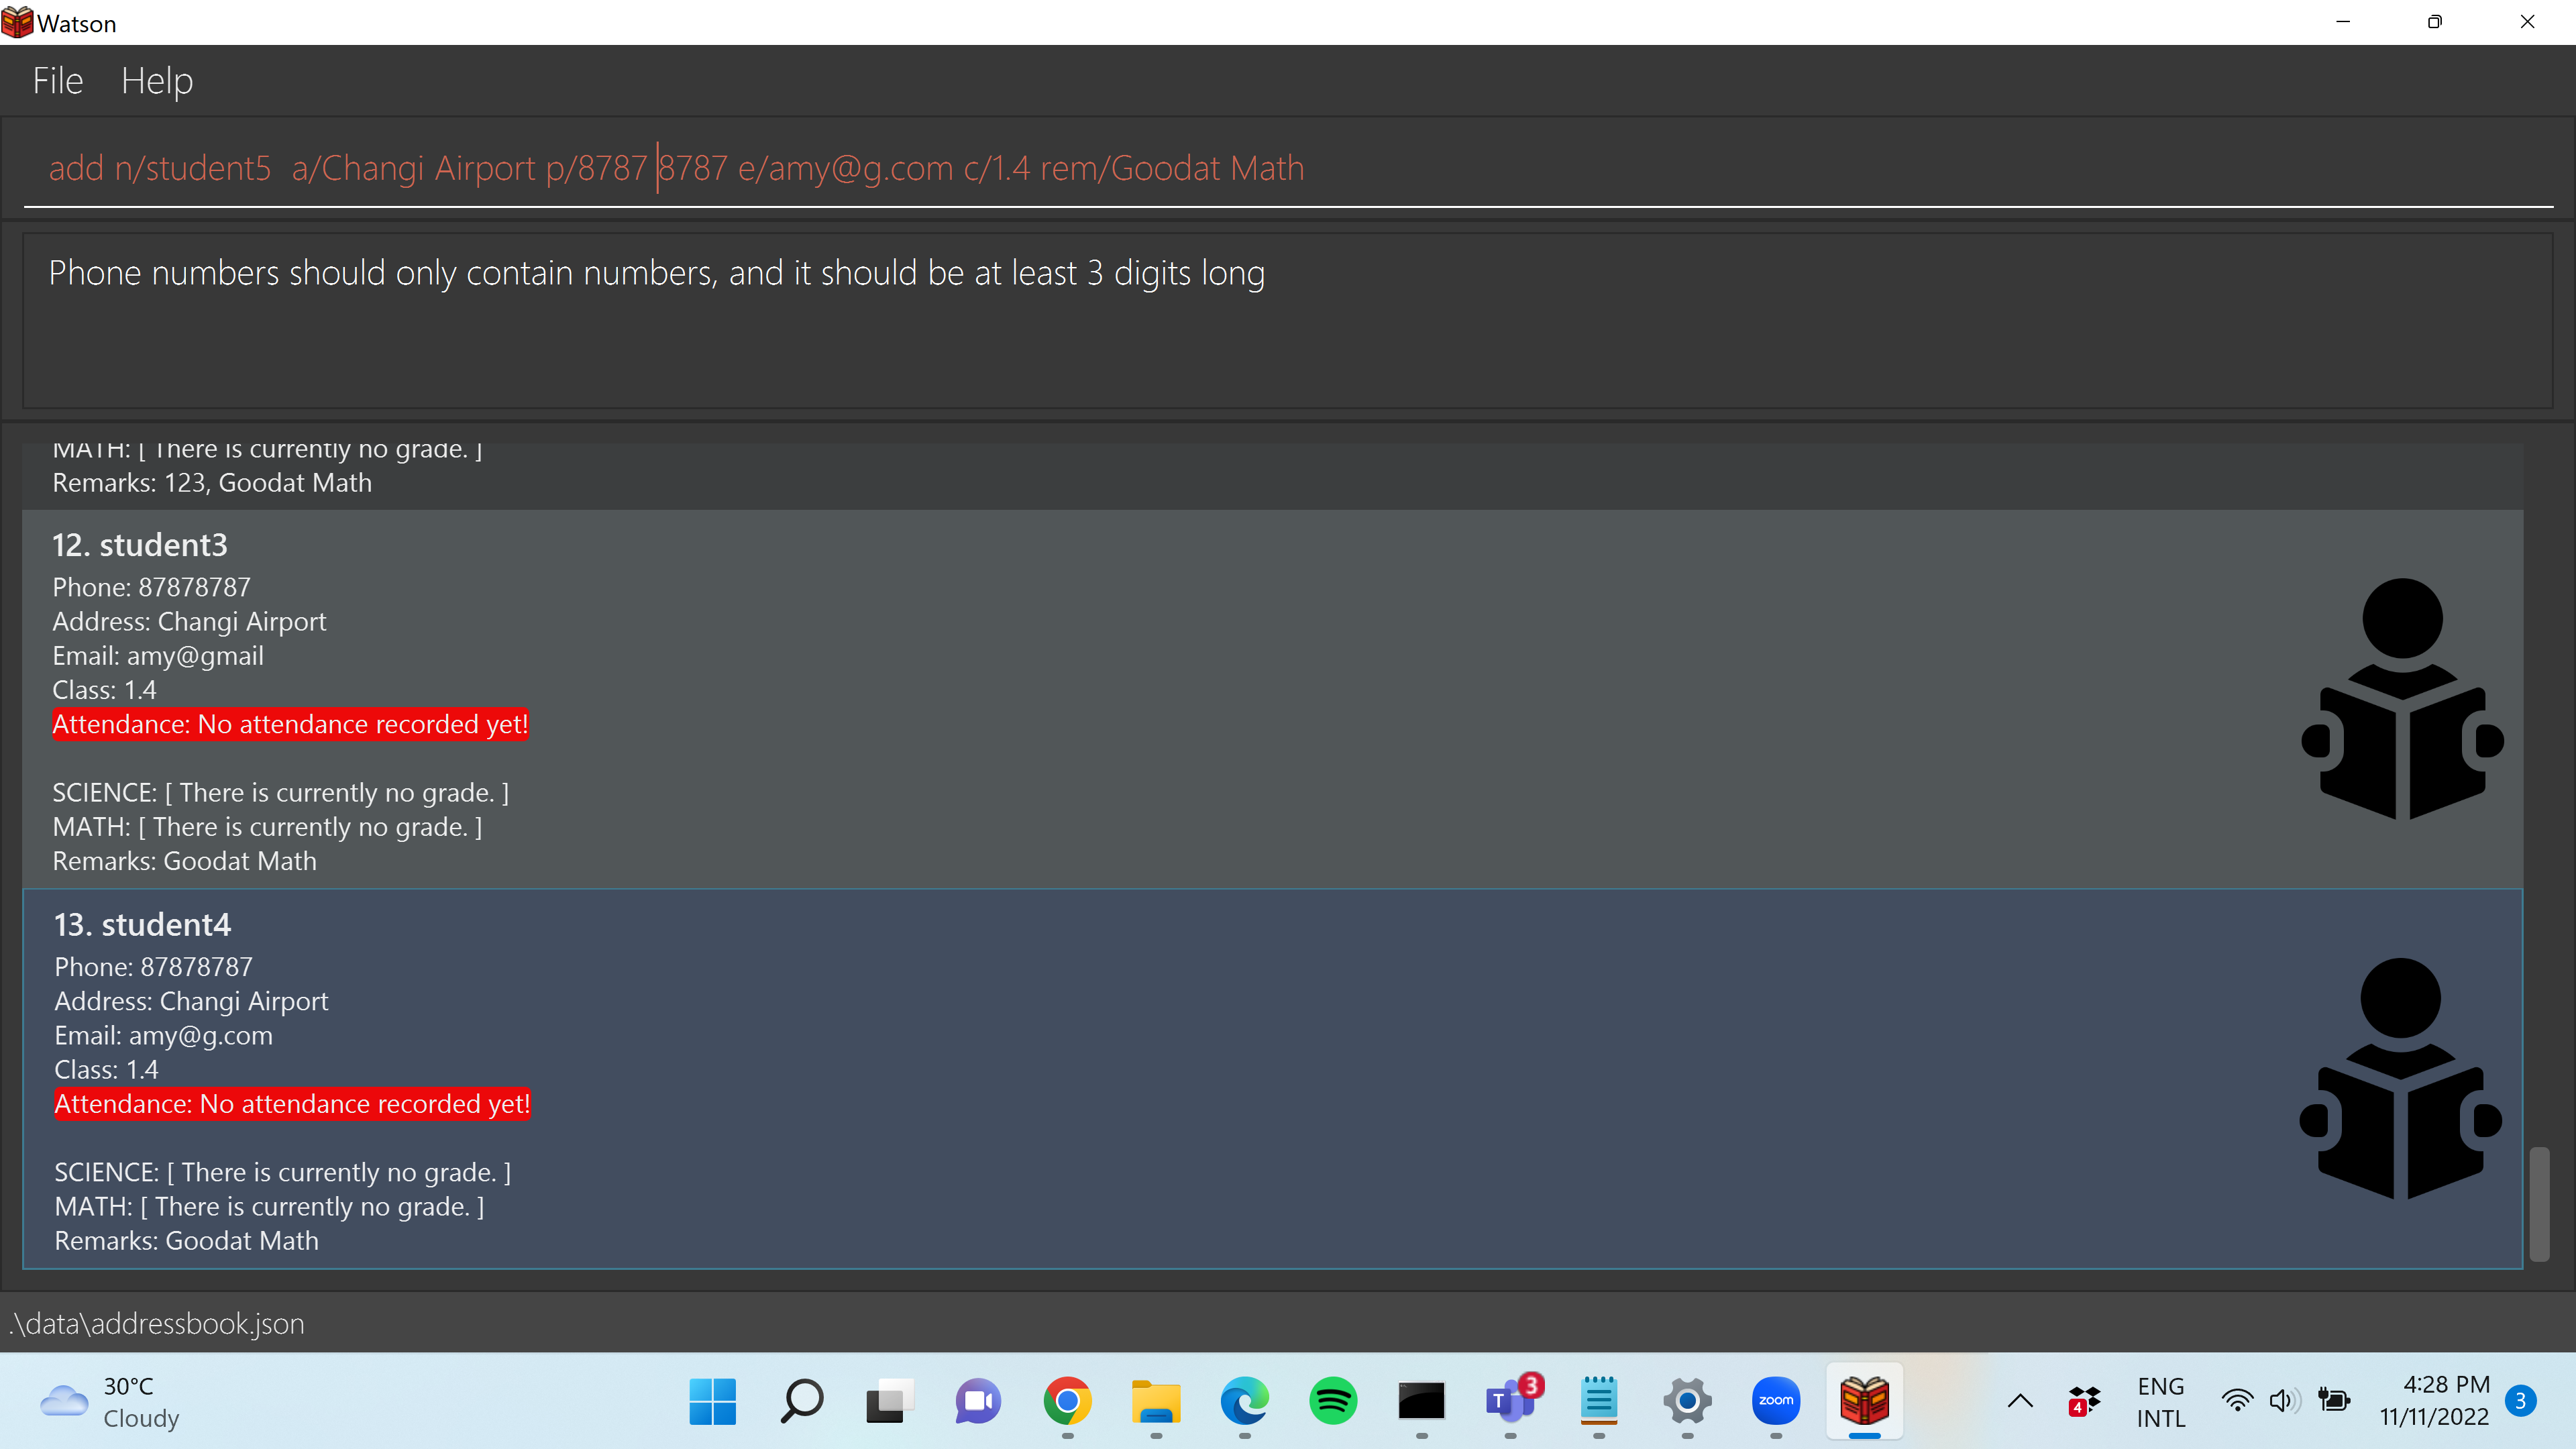 Watson
File Help
add n/student5  a/Changi Airport p/8787 8787 e/amy@g.com c/1.4 rem/Goodat Math
Phone numbers should only contain numbers, and it should be at least 3 digits long
MATH: [ There is currently no grade. ]
Remarks: 123, Goodat Math
12. student3
Phone: 87878787
Address: Changi Airport
Email: amy@gmail
Class: 1.4
Attendance: No attendance recorded yet!
SCIENCE: [ There is currently no grade. ]
MATH: [ There is currently no grade. ]
Remarks: Goodat Math
13. student4
Phone: 87878787
Address: Changi Airport
Email: amy@g.com
Class: 1.4
Attendance: No attendance recorded yet!
SCIENCE: [ There is currently no grade. ]
MATH: [ There is currently no grade. ]
Remarks: Goodat Math
.\data\addressbook.json
30°C
Cloudy
T 3
zoom
4
ENG
INTL
4:28 PM
11/11/2022
3